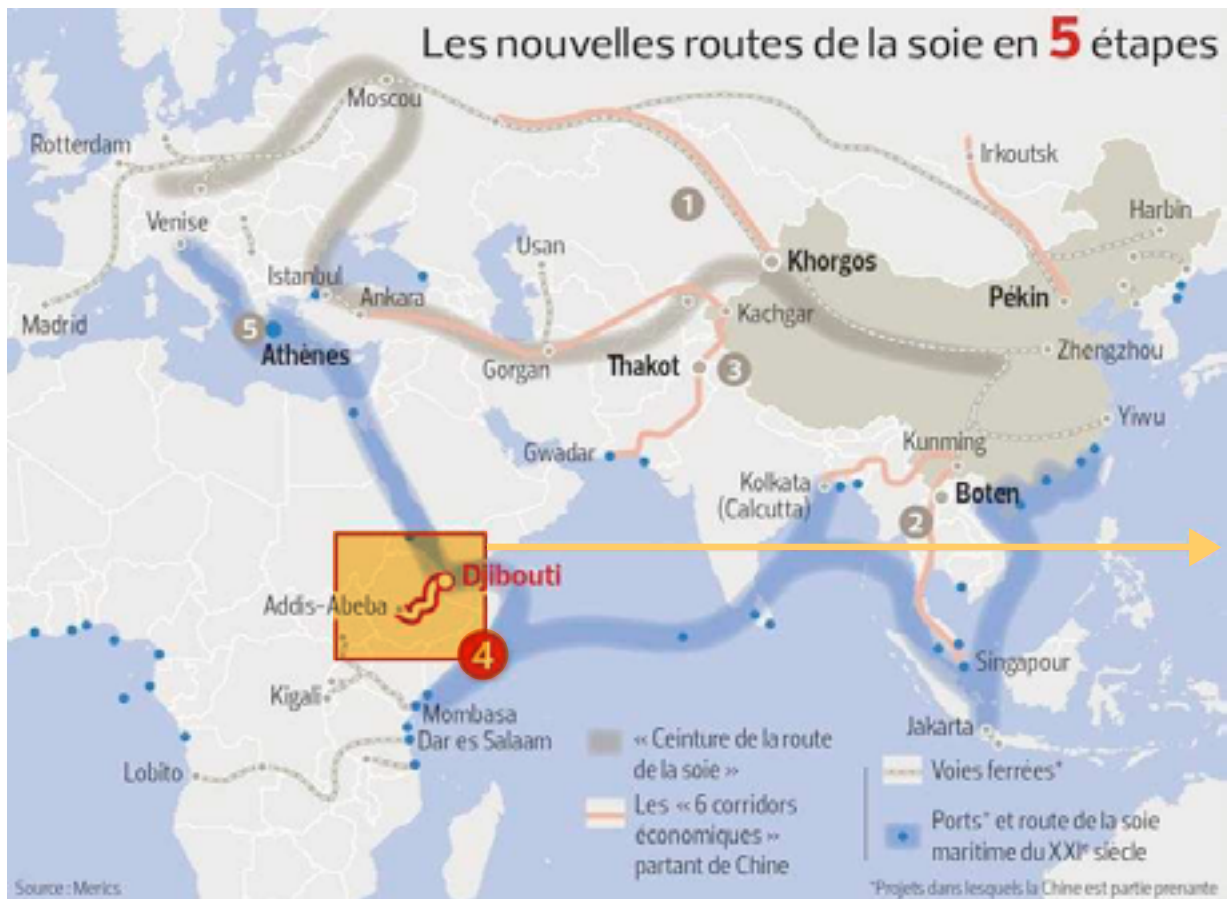 Les nouvelles routes de la soie en 5 étapes
Moscou
Rotterdam
Irkoutsk
Harbin
Venise
1
Usan
Khorgos
Istanbul
Ankara
Pékin
Madrid
5
Kachgar
Athènes
Gorgan
Thakot
3
Zhengzhou
Yiwu
Kunming
Gwadar
Kolkata
(Calcutta)
Boten
2
Djibouti
Addis-Abeba
4
Singapour
Kigali
Mombasa
Dar es Salaam
Jakarta
Lobito
« Ceinture de la route
de la soie »
Les « 6 corridors
économiques »
partant de Chine
Voies ferrées*
Ports* et route de la soie
maritime du XXIe siècle
Source : Merics
*Projets dans lesquels la Chine est partie prenante